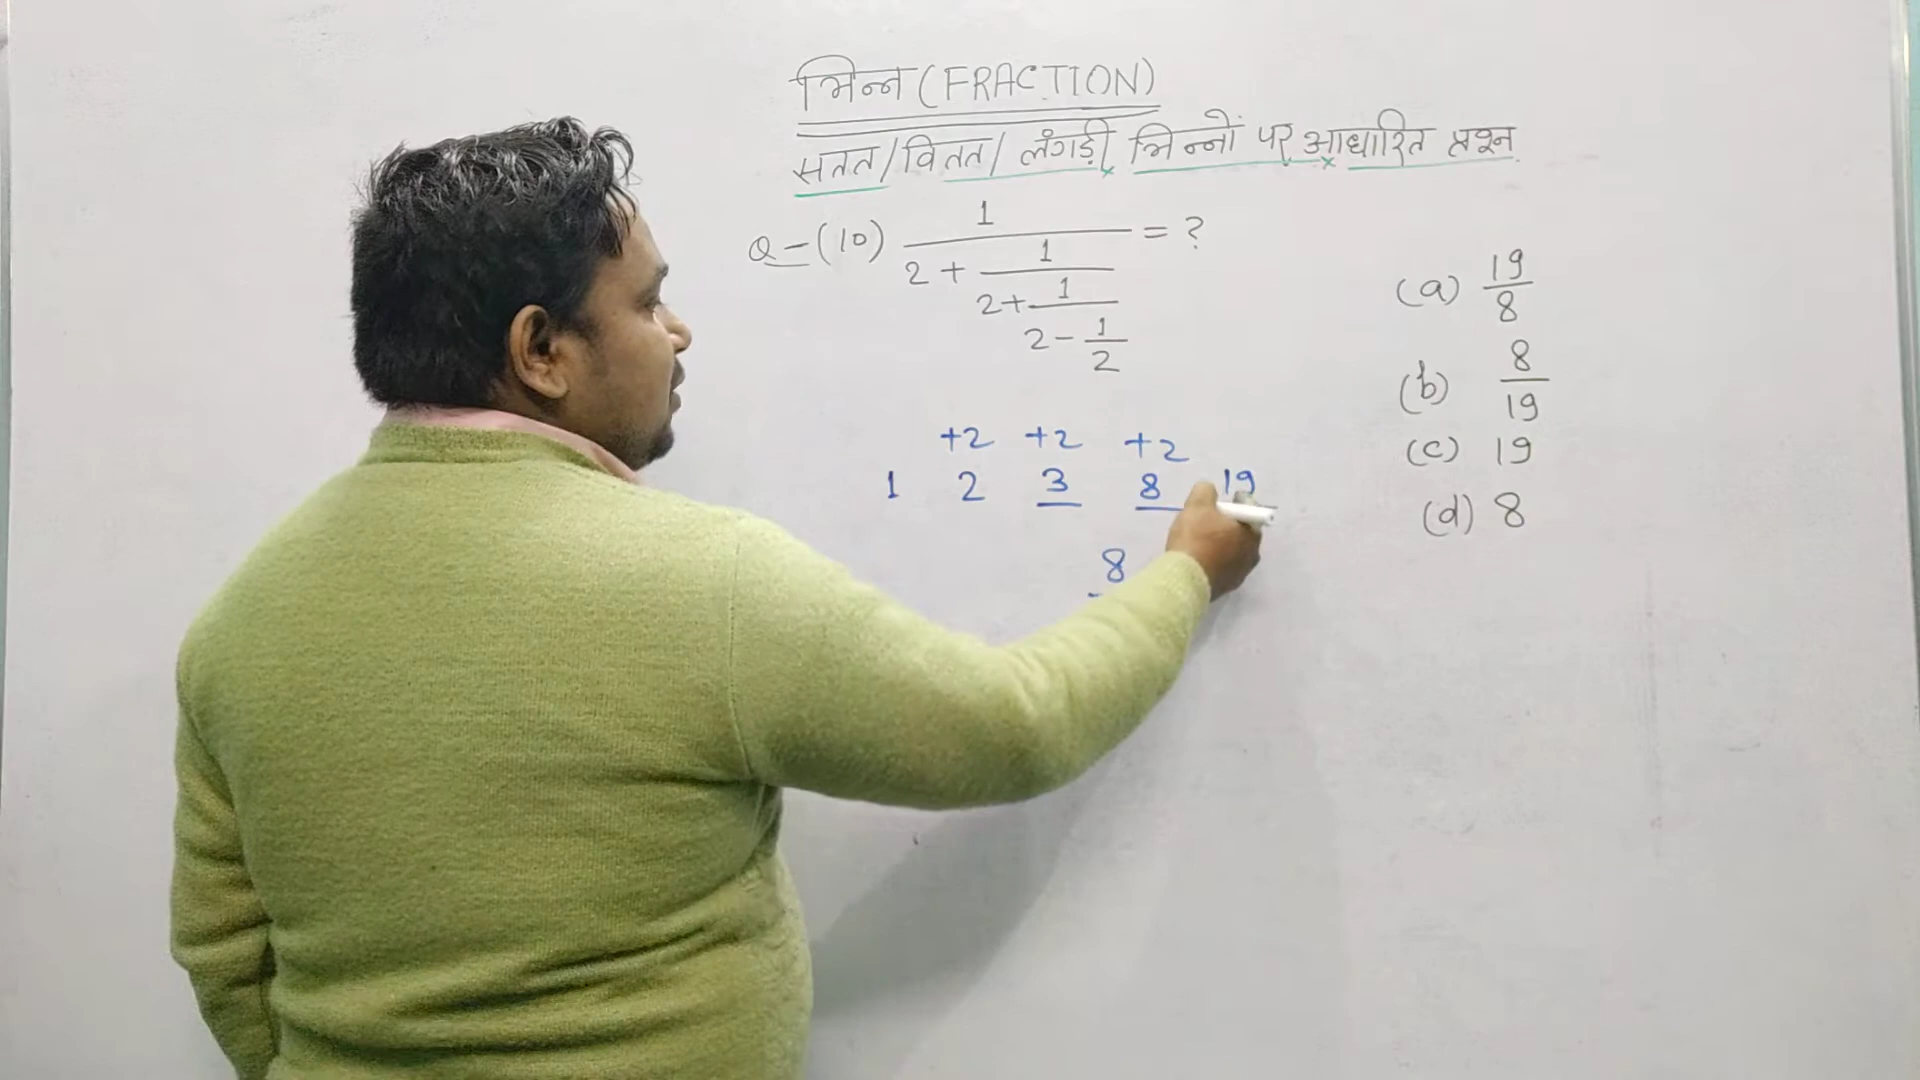 भिन्न (FRACTION)
सतत/वितत/लंगड़ी भिन्नों पर आधारित प्रश्न
Q-(10) 1
= ?
2 + 1
2 + 1
2 - 1
2
(a) 19
8
(b) 8
19
(c) 19
(d) 8
+2 +2 +2
1 2 3 8 19
8